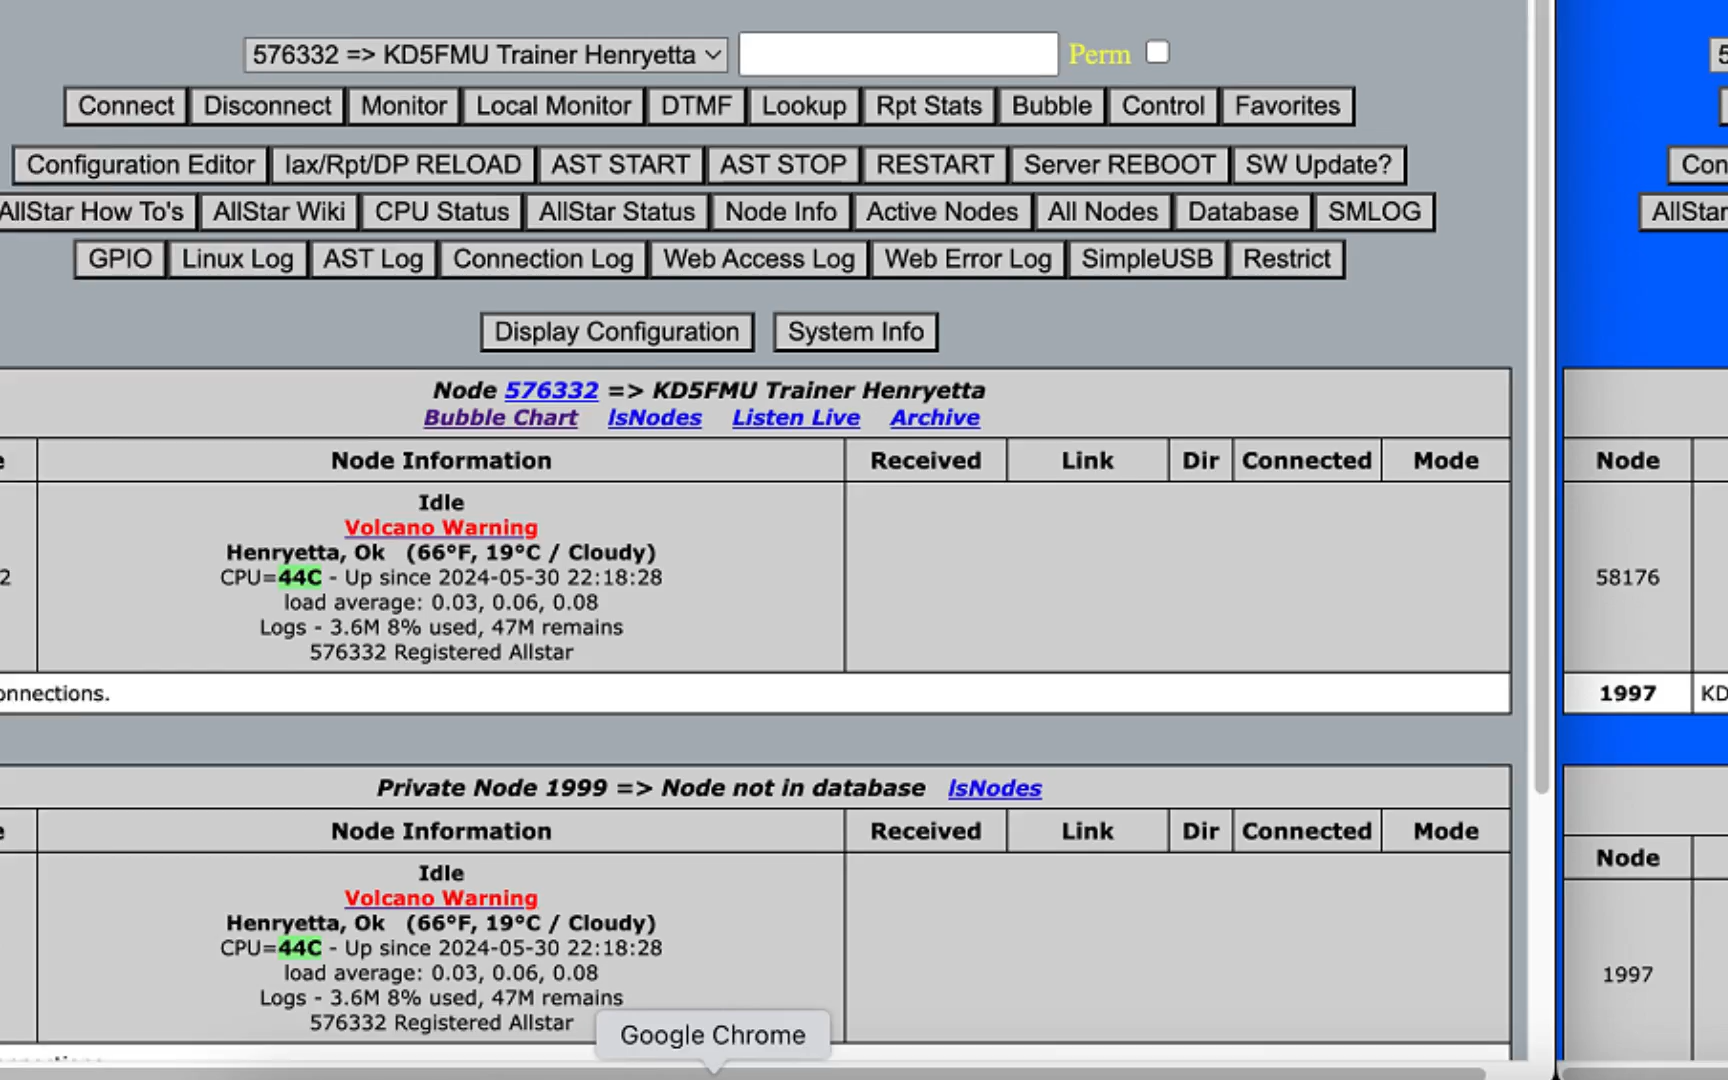 576332 => KD5FMU Trainer Henryetta Perm
Connect Disconnect Monitor Local Monitor DTMF Lookup Rpt Stats Bubble Control Favorites
Configuration Editor Iax/Rpt/DP RELOAD AST START AST STOP RESTART Server REBOOT SW Update?
AllStar How To's AllStar Wiki CPU Status AllStar Status Node Info Active Nodes All Nodes Database SMLOG
GPIO Linux Log AST Log Connection Log Web Access Log Web Error Log SimpleUSB Restrict
Display Configuration System Info
Node 576332 => KD5FMU Trainer Henryetta
Bubble Chart lsNodes Listen Live Archive
e Node Information Received Link Dir Connected Mode
Idle
Volcano Warning
Henryetta, Ok (66°F, 19°C / Cloudy)
2 CPU=44C - Up since 2024-05-30 22:18:28
load average: 0.03, 0.06, 0.08
Logs - 3.6M 8% used, 47M remains
576332 Registered Allstar
onnections.
Private Node 1999 => Node not in database lsNodes
e Node Information Received Link Dir Connected Mode
Idle
Volcano Warning
Henryetta, Ok (66°F, 19°C / Cloudy)
CPU=44C - Up since 2024-05-30 22:18:28
load average: 0.03, 0.06, 0.08
Logs - 3.6M 8% used, 47M remains
576332 Registered Allstar
Google Chrome
5
Con
AllStar
Node
58176
1997 KD
Node
1997